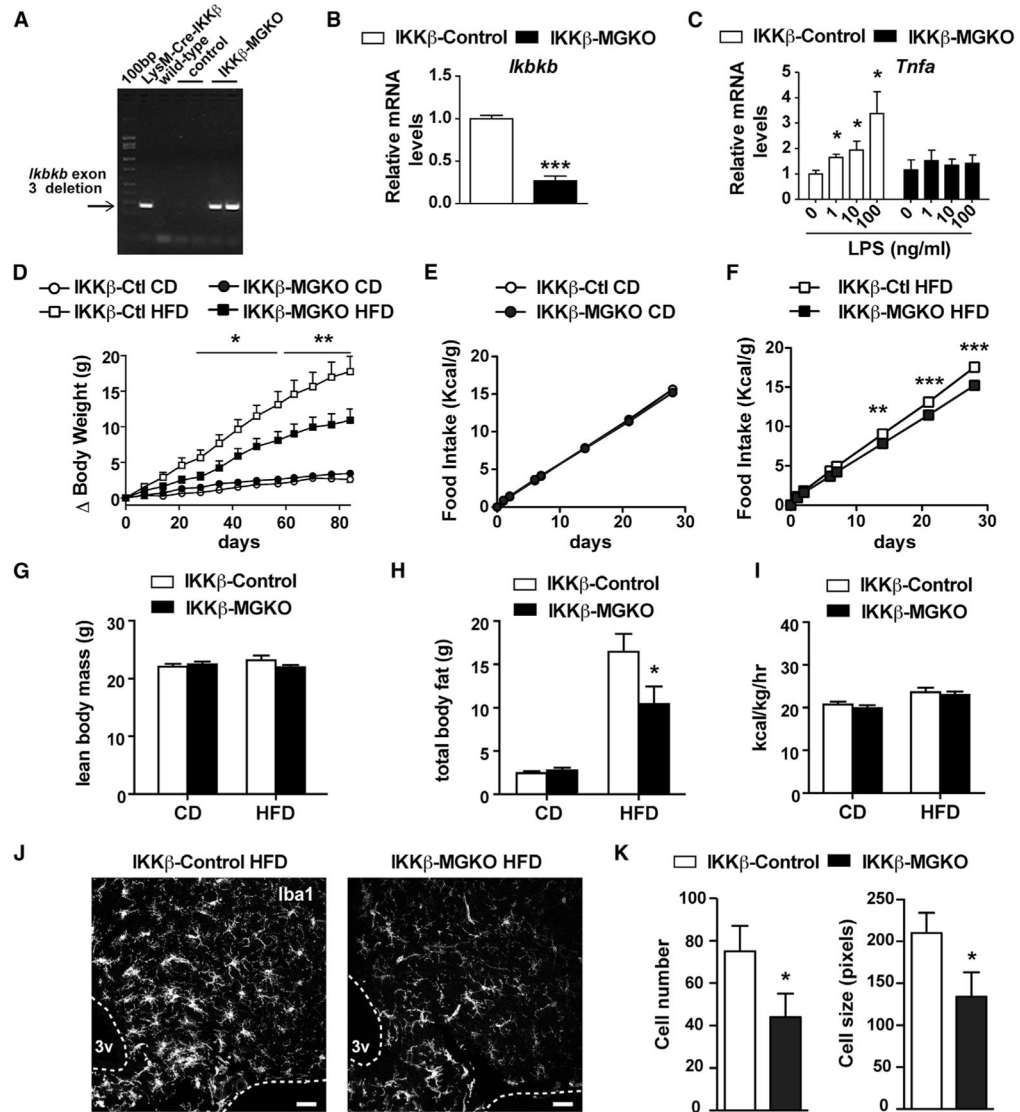 A
100bp
LysM-Cre-IKKβ
wild-type
control
IKKβ-MGKO
Ikbkb exon
3 deletion
B
IKKβ-Control IKKβ-MGKO
Ikbkb
Relative mRNA
levels
1.0
0.5
0.0
***
C
IKKβ-Control IKKβ-MGKO
Tnfa
Relative mRNA
levels
5
4
3
2
1
0
* * *
0 1 10 100 0 1 10 100
LPS (ng/ml)
D
IKKβ-Ctl CD IKKβ-MGKO CD
IKKβ-Ctl HFD IKKβ-MGKO HFD
* **
Δ Body Weight (g)
20
15
10
5
0
0 20 40 60 80
days
E
IKKβ-Ctl CD
IKKβ-MGKO CD
Food Intake (Kcal/g)
20
15
10
5
0
0 10 20 30
days
F
IKKβ-Ctl HFD
IKKβ-MGKO HFD
Food Intake (Kcal/g)
20
15
10
5
0
** *** ***
0 10 20 30
days
G
IKKβ-Control
IKKβ-MGKO
lean body mass (g)
30
20
10
0
CD HFD
H
IKKβ-Control
IKKβ-MGKO
total body fat (g)
20
15
10
5
0
*
CD HFD
I
IKKβ-Control
IKKβ-MGKO
kcal/kg/hr
40
30
20
10
0
CD HFD
J
IKKβ-Control HFD IKKβ-MGKO HFD
Iba1
3v 3v
K
IKKβ-Control IKKβ-MGKO
Cell number
100
80
60
40
20
0
*
Cell size (pixels)
250
200
150
100
50
0
*